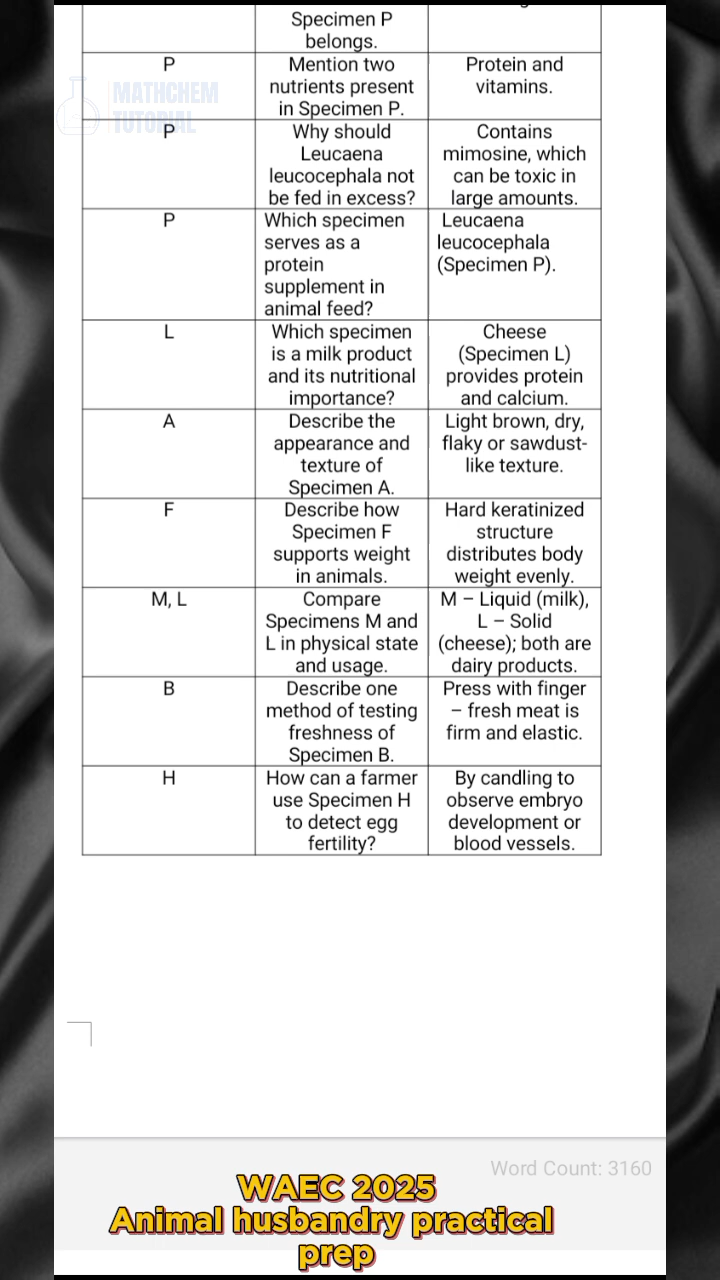 Specimen P
belongs.
MATHCHEM
TUTORIAL
P
Mention two
nutrients present
in Specimen P.
Protein and
vitamins.
P
Why should
Leucaena
leucocephala not
be fed in excess?
Contains
mimosine, which
can be toxic in
large amounts.
P
Which specimen
serves as a
protein
supplement in
animal feed?
Leucaena
leucocephala
(Specimen P).
L
Which specimen
is a milk product
and its nutritional
importance?
Cheese
(Specimen L)
provides protein
and calcium.
A
Describe the
appearance and
texture of
Specimen A.
Light brown, dry,
flaky or sawdust-
like texture.
F
Describe how
Specimen F
supports weight
in animals.
Hard keratinized
structure
distributes body
weight evenly.
M, L
Compare
Specimens M and
L in physical state
and usage.
M – Liquid (milk),
L – Solid
(cheese); both are
dairy products.
B
Describe one
method of testing
freshness of
Specimen B.
Press with finger
– fresh meat is
firm and elastic.
H
How can a farmer
use Specimen H
to detect egg
fertility?
By candling to
observe embryo
development or
blood vessels.
Word Count: 3160
WAEC 2025
Animal husbandry practical
prep